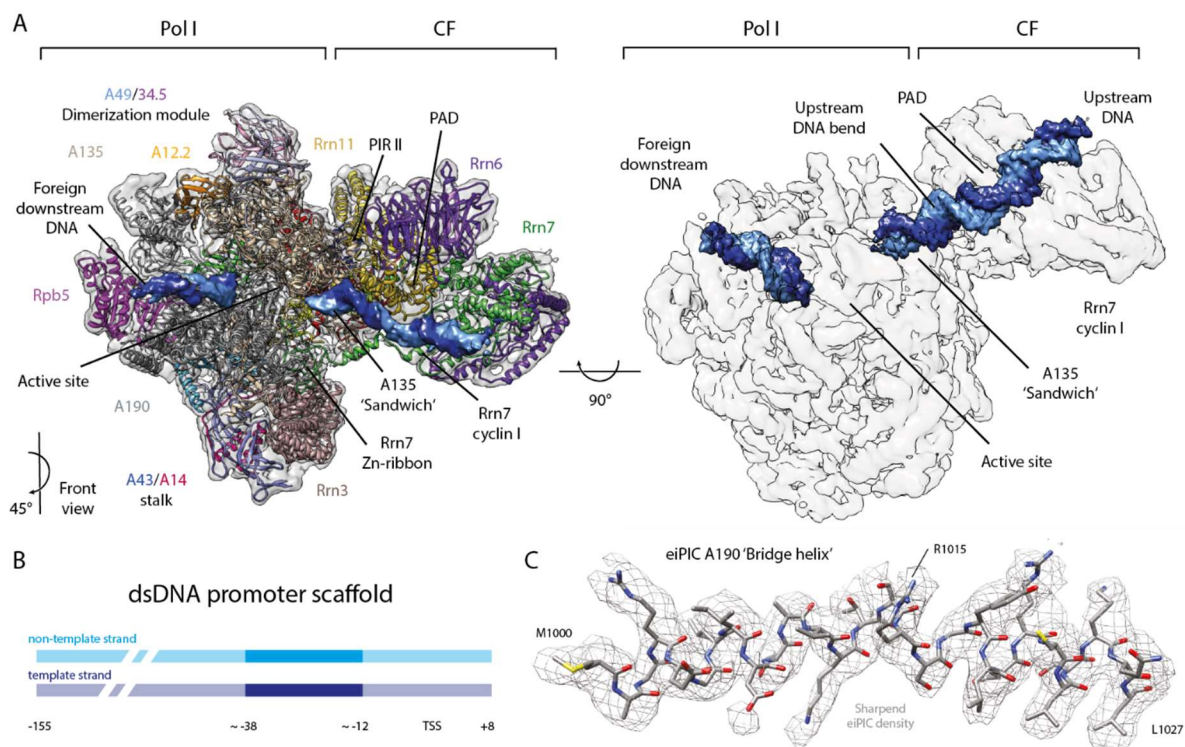 A
Pol I
CF
Pol I
CF
A49/34.5
Dimerization module
A135
A12.2
Rrn11
PIR II
PAD
Rrn6
Foreign
downstream
DNA
Rrn7
Rpb5
Active site
A190
A135
'Sandwich'
Rrn7
cyclin I
Rrn7
Zn-ribbon
A43/A14
stalk
Rrn3
45°
Front
view
90°
Foreign
downstream
DNA
Upstream
DNA bend
PAD
Upstream
DNA
Rrn7
cyclin I
A135
'Sandwich'
Active site
B
dsDNA promoter scaffold
non-template strand
template strand
-155
~ -38
~ -12
TSS
+8
C
eiPIC A190 'Bridge helix'
R1015
M1000
Sharpend
eiPIC density
L1027